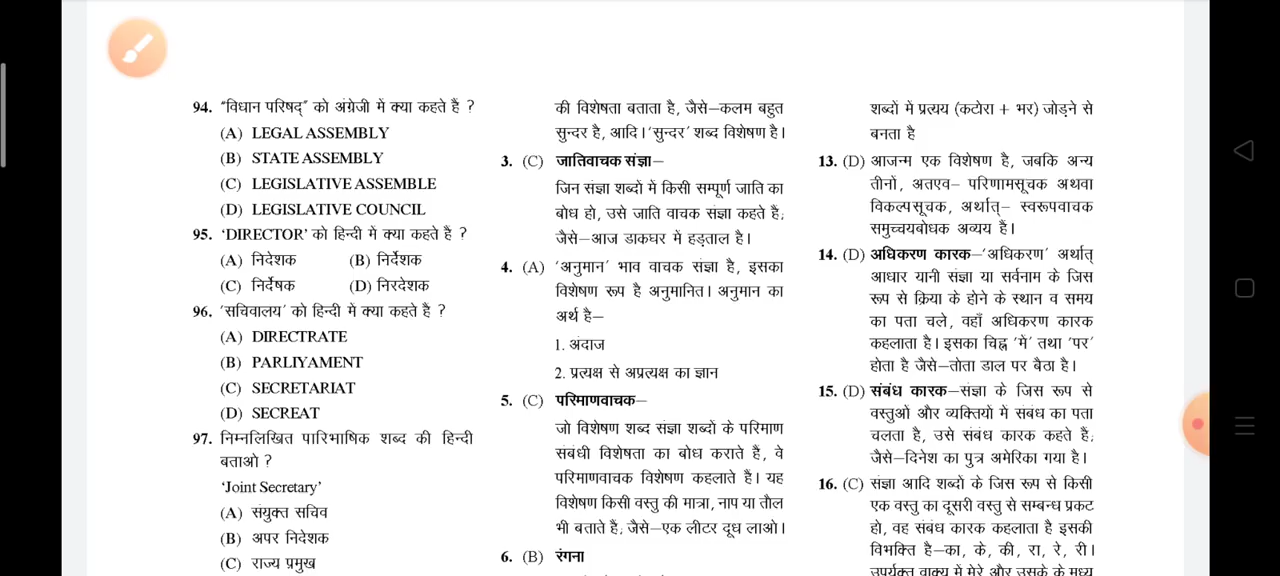 94. “विधान परिषद्” को अंग्रेजी में क्या कहते हैं ?
(A) LEGAL ASSEMBLY
(B) STATE ASSEMBLY
(C) LEGISLATIVE ASSEMBLE
(D) LEGISLATIVE COUNCIL
95. ‘DIRECTOR’ को हिन्दी में क्या कहते हैं ?
(A) निदेशक (B) निर्देशक
(C) निर्देषक (D) निरदेशक
96. ‘सचिवालय’ को हिन्दी में क्या कहते हैं ?
(A) DIRECTRATE
(B) PARLIYAMENT
(C) SECRETARIAT
(D) SECREAT
97. निम्नलिखित पारिभाषिक शब्द की हिन्दी
बताओ ?
‘Joint Secretary’
(A) संयुक्त सचिव
(B) अपर निदेशक
(C) राज्य प्रमुख
की विशेषता बताता है, जैसे–कलम बहुत
सुन्दर है, आदि। ‘सुन्दर’ शब्द विशेषण है।
3. (C) जातिवाचक संज्ञा–
जिन संज्ञा शब्दों में किसी सम्पूर्ण जाति का
बोध हो, उसे जाति वाचक संज्ञा कहते है;
जैसे–आज डाकघर में हड़ताल है।
4. (A) ‘अनुमान’ भाव वाचक संज्ञा है, इसका
विशेषण रूप है अनुमानित। अनुमान का
अर्थ है–
1. अंदाज
2. प्रत्यक्ष से अप्रत्यक्ष का ज्ञान
5. (C) परिमाणवाचक–
जो विशेषण शब्द संज्ञा शब्दों के परिमाण
संबंधी विशेषता का बोध कराते हैं, वे
परिमाणवाचक विशेषण कहलाते है। यह
विशेषण किसी वस्तु की मात्रा, नाप या तौल
भी बताते है; जैसे–एक लीटर दूध लाओ।
6. (B) रंगना
शब्दों में प्रत्यय (कटोरा + भर) जोड़ने से
बनता है
13. (D) आजन्म एक विशेषण है, जबकि अन्य
तीनों, अतएव– परिणामसूचक अथवा
विकल्पसूचक, अर्थात्– स्वरूपवाचक
समुच्चयबोधक अव्यय हैं।
14. (D) अधिकरण कारक–‘अधिकरण’ अर्थात्
आधार यानी संज्ञा या सर्वनाम के जिस
रूप से क्रिया के होने के स्थान व समय
का पता चले, वहाँ अधिकरण कारक
कहलाता है। इसका चिह्न ‘में’ तथा ‘पर’
होता है जैसे–तोता डाल पर बैठा है।
15. (D) संबंध कारक–संज्ञा के जिस रूप से
वस्तुओं और व्यक्तियों में संबंध का पता
चलता है, उसे संबंध कारक कहते हैं;
जैसे–दिनेश का पुत्र अमेरिका गया है।
16. (C) संज्ञा आदि शब्दों के जिस रूप से किसी
एक वस्तु का दूसरी वस्तु से सम्बन्ध प्रकट
हो, वह संबंध कारक कहलाता है इसकी
विभक्ति है–का, के, की, रा, रे, री।
उपर्युक्त वाक्य में मेरे और उसके के मध्य